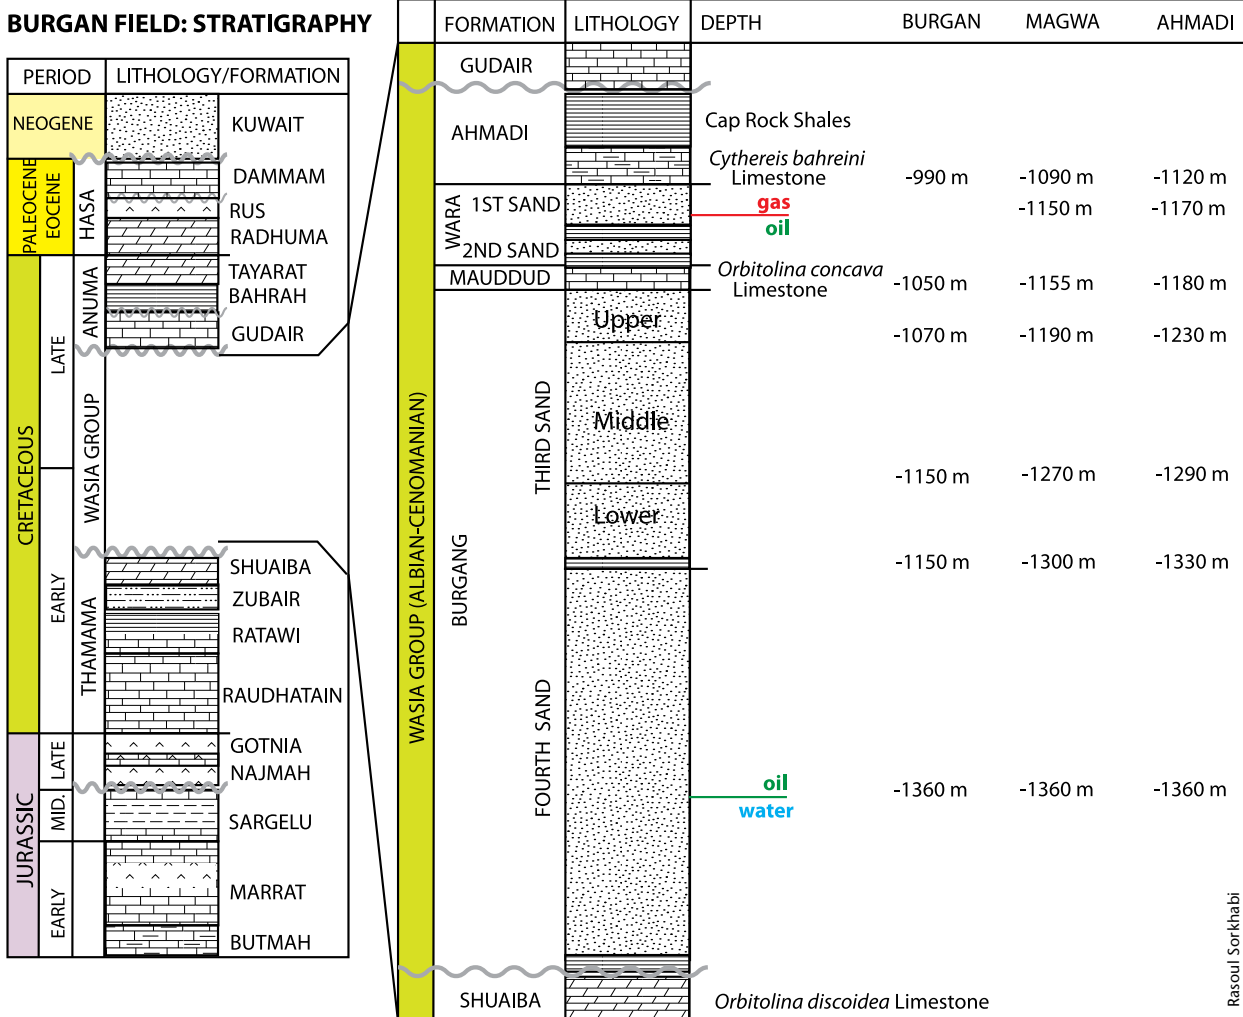 BURGAN FIELD: STRATIGRAPHY
PERIOD LITHOLOGY/FORMATION
NEOGENE KUWAIT
PALEOCENE
EOCENE
HASA
DAMMAM
RUS
RADHUMA
CRETACEOUS
LATE
EARLY
ANUMA
TAYARAT
BAHRAH
GUDAIR
WASIA GROUP
THAMAMA
SHUAIBA
ZUBAIR
RATAWI
RAUDHATAIN
JURASSIC
LATE
MID.
EARLY
GOTNIA
NAJMAH
SARGELU
MARRAT
BUTMAH
FORMATION LITHOLOGY DEPTH BURGAN MAGWA AHMADI
WASIA GROUP (ALBIAN-CENOMANIAN)
GUDAIR
AHMADI
Cap Rock Shales
Cythereis bahreini
Limestone -990 m -1090 m -1120 m
WARA
1ST SAND
gas -1150 m -1170 m
oil
2ND SAND
MAUDDUD
Orbitolina concava
Limestone -1050 m -1155 m -1180 m
BURGANG
THIRD SAND
Upper
-1070 m -1190 m -1230 m
Middle
-1150 m -1270 m -1290 m
Lower
-1150 m -1300 m -1330 m
FOURTH SAND
oil
-1360 m -1360 m -1360 m
water
SHUAIBA Orbitolina discoidea Limestone
Rasoul Sorkhabi